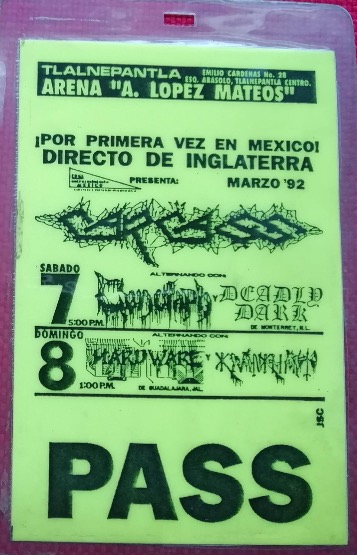 TLALNEPANTLA EMILIO CARDENAS No. 28
ESQ. ABASOLO, TLALNEPANTLA CENTRO.
ARENA "A. LOPEZ MATEOS"
¡POR PRIMERA VEZ EN MEXICO!
DIRECTO DE INGLATERRA
MEXICO PRESENTA: MARZO '92
CARCASS
SABADO ALTERNANDO CON:
7 Y DEADLY
DARK
5:00 P.M. DE MONTERREY, N.L.
DOMINGO ALTERNANDO CON:
8 HARDWARE Y
1:00 P.M. DE GUADALAJARA, JAL.
JSC
PASS